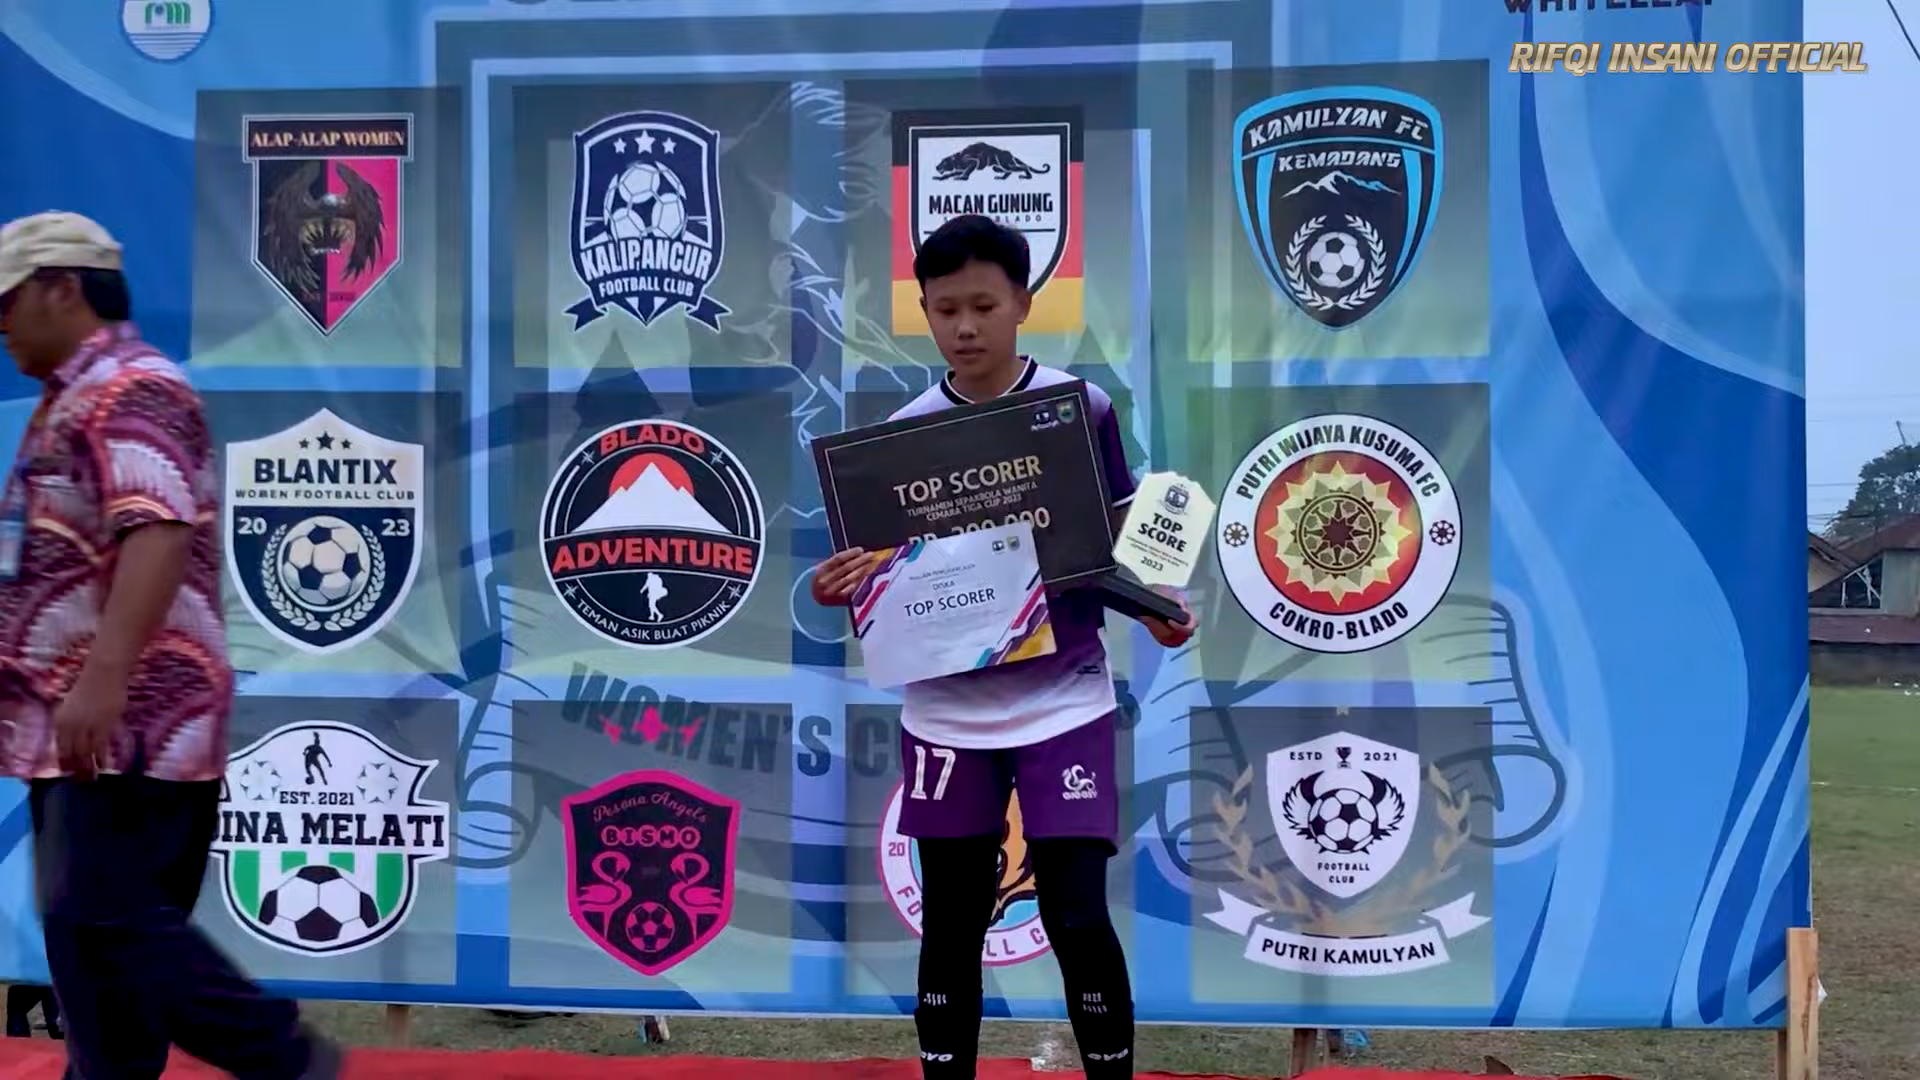 RIFQI INSANI OFFICIAL
ALAP-ALAP WOMEN
KALIPANCUR
FOOTBALL CLUB
MACAN GUNUNG
KAMULYAN FC
KEMADANG
BLANTIX
WOMEN FOOTBALL CLUB
20 23
BLADO
ADVENTURE
TEMAN ASIK BUAT PIKNIK
TOP SCORER
TURNAMEN SEPAKBOLA WANITA
CEMARA TIGA CUP 2023
DISKA
TOP SCORER
TOP
SCORE
2023
PUTRI WIJAYA KUSUMA FC
COKRO-BLADO
WOMEN'S
EST. 2021
MELATI
Pesona Angels
BISMO
17
20
ESTD 2021
FOOTBALL
CLUB
PUTRI KAMULYAN